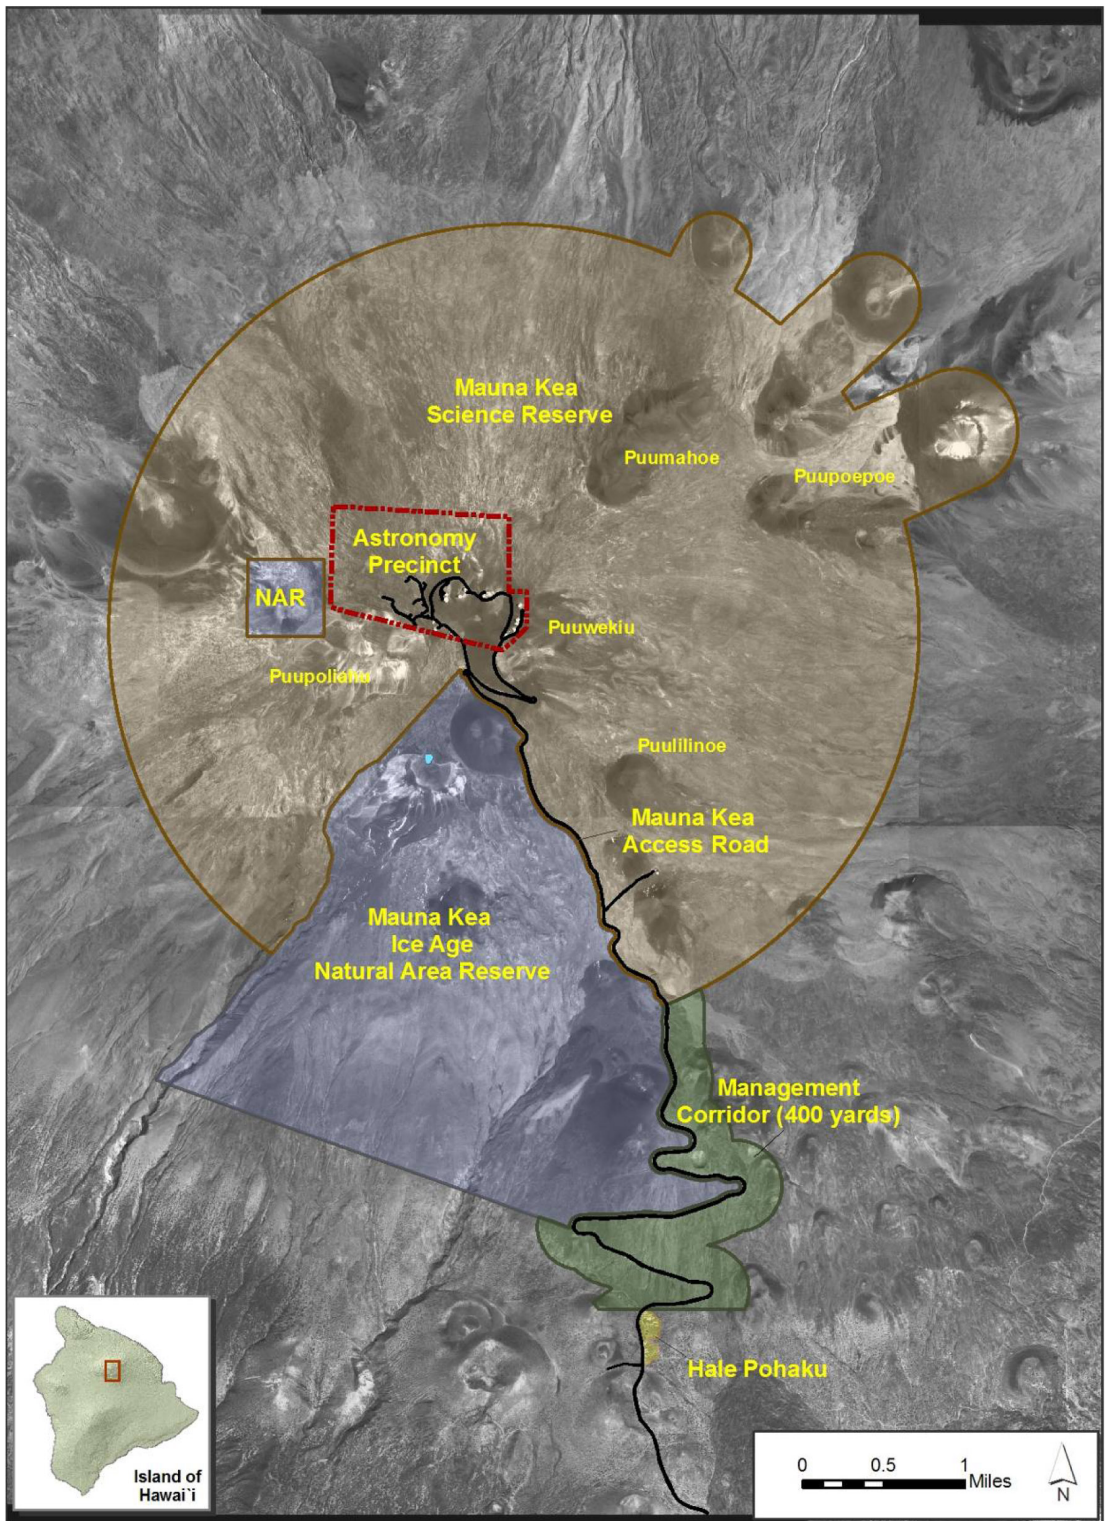 Mauna Kea
Science Reserve
Puumahoe
Puupoepoe
Astronomy
Precinct
NAR
Puuwekiu
Puupoliahu
Puulilinoe
Mauna Kea
Access Road
Mauna Kea
Ice Age
Natural Area Reserve
Management
Corridor (400 yards)
Hale Pohaku
Island of
Hawai`i
0 0.5 1
Miles
N